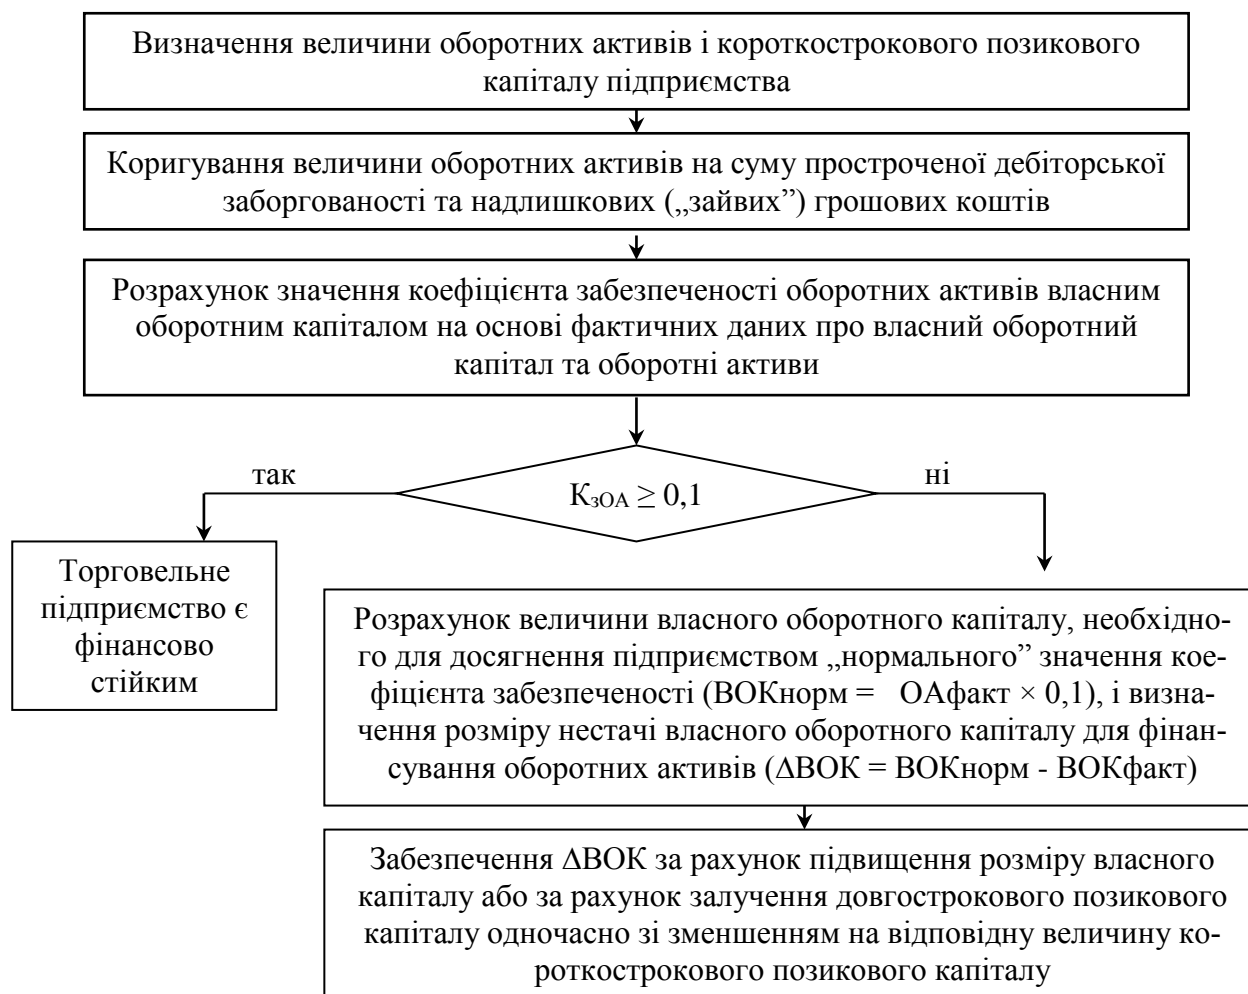 Визначення величини оборотних активів і короткострокового позикового
капіталу підприємства
Коригування величини оборотних активів на суму простроченої дебіторської
заборгованості та надлишкових („зайвих”) грошових коштів
Розрахунок значення коефіцієнта забезпеченості оборотних активів власним
оборотним капіталом на основі фактичних даних про власний оборотний
капітал та оборотні активи
так
ні
КзОА ≥ 0,1
Торговельне
підприємство є
фінансово
стійким
Розрахунок величини власного оборотного капіталу, необхідно-
го для досягнення підприємством „нормального” значення кое-
фіцієнта забезпеченості (ВОКнорм = ОАфакт × 0,1), і визна-
чення розміру нестачі власного оборотного капіталу для фінан-
сування оборотних активів (ΔВОК = ВОКнорм - ВОКфакт)
Забезпечення ΔВОК за рахунок підвищення розміру власного
капіталу або за рахунок залучення довгострокового позикового
капіталу одночасно зі зменшенням на відповідну величину ко-
роткострокового позикового капіталу